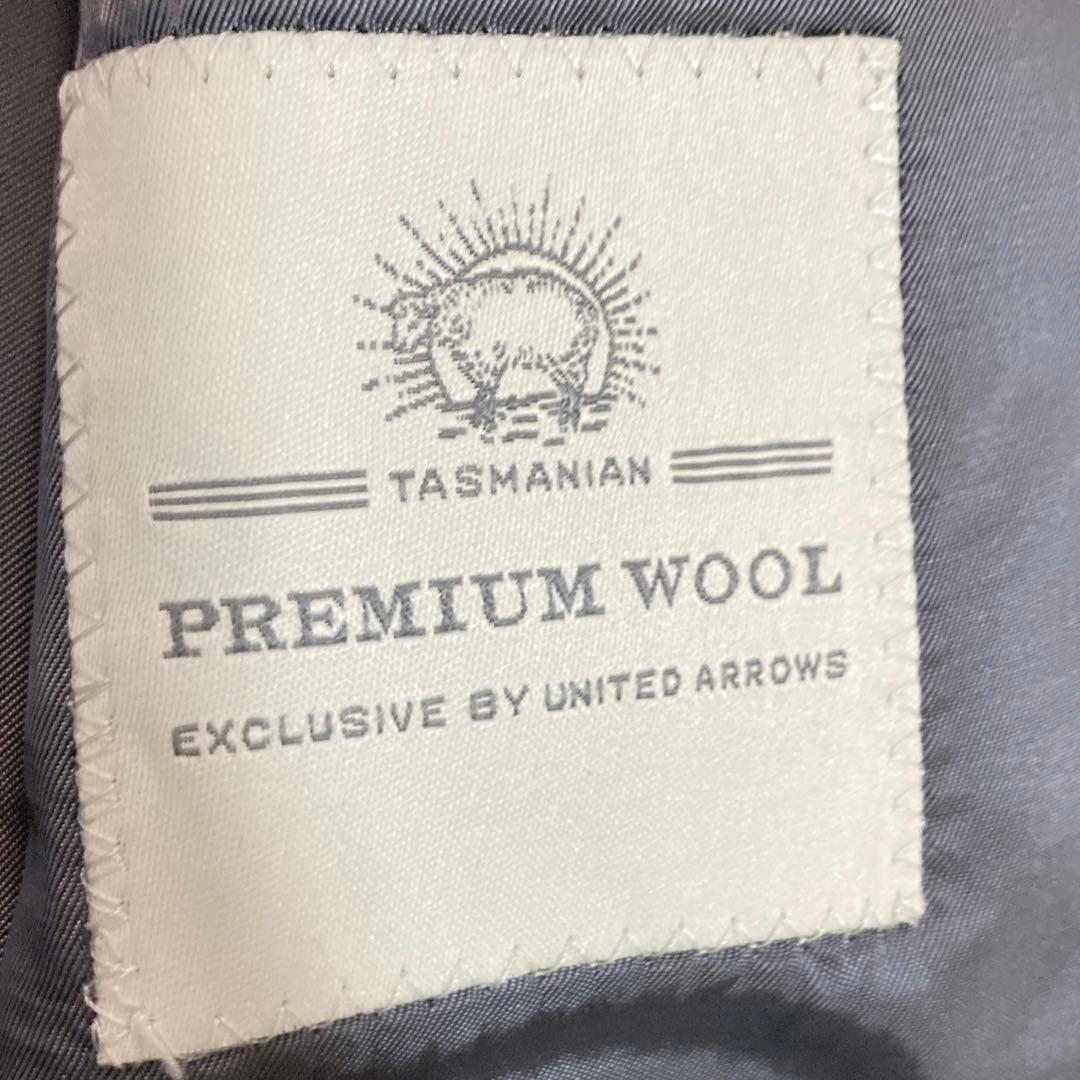 TASMANIAN
PREMIUM WOOL
EXCLUSIVE BY UNITED ARROWS